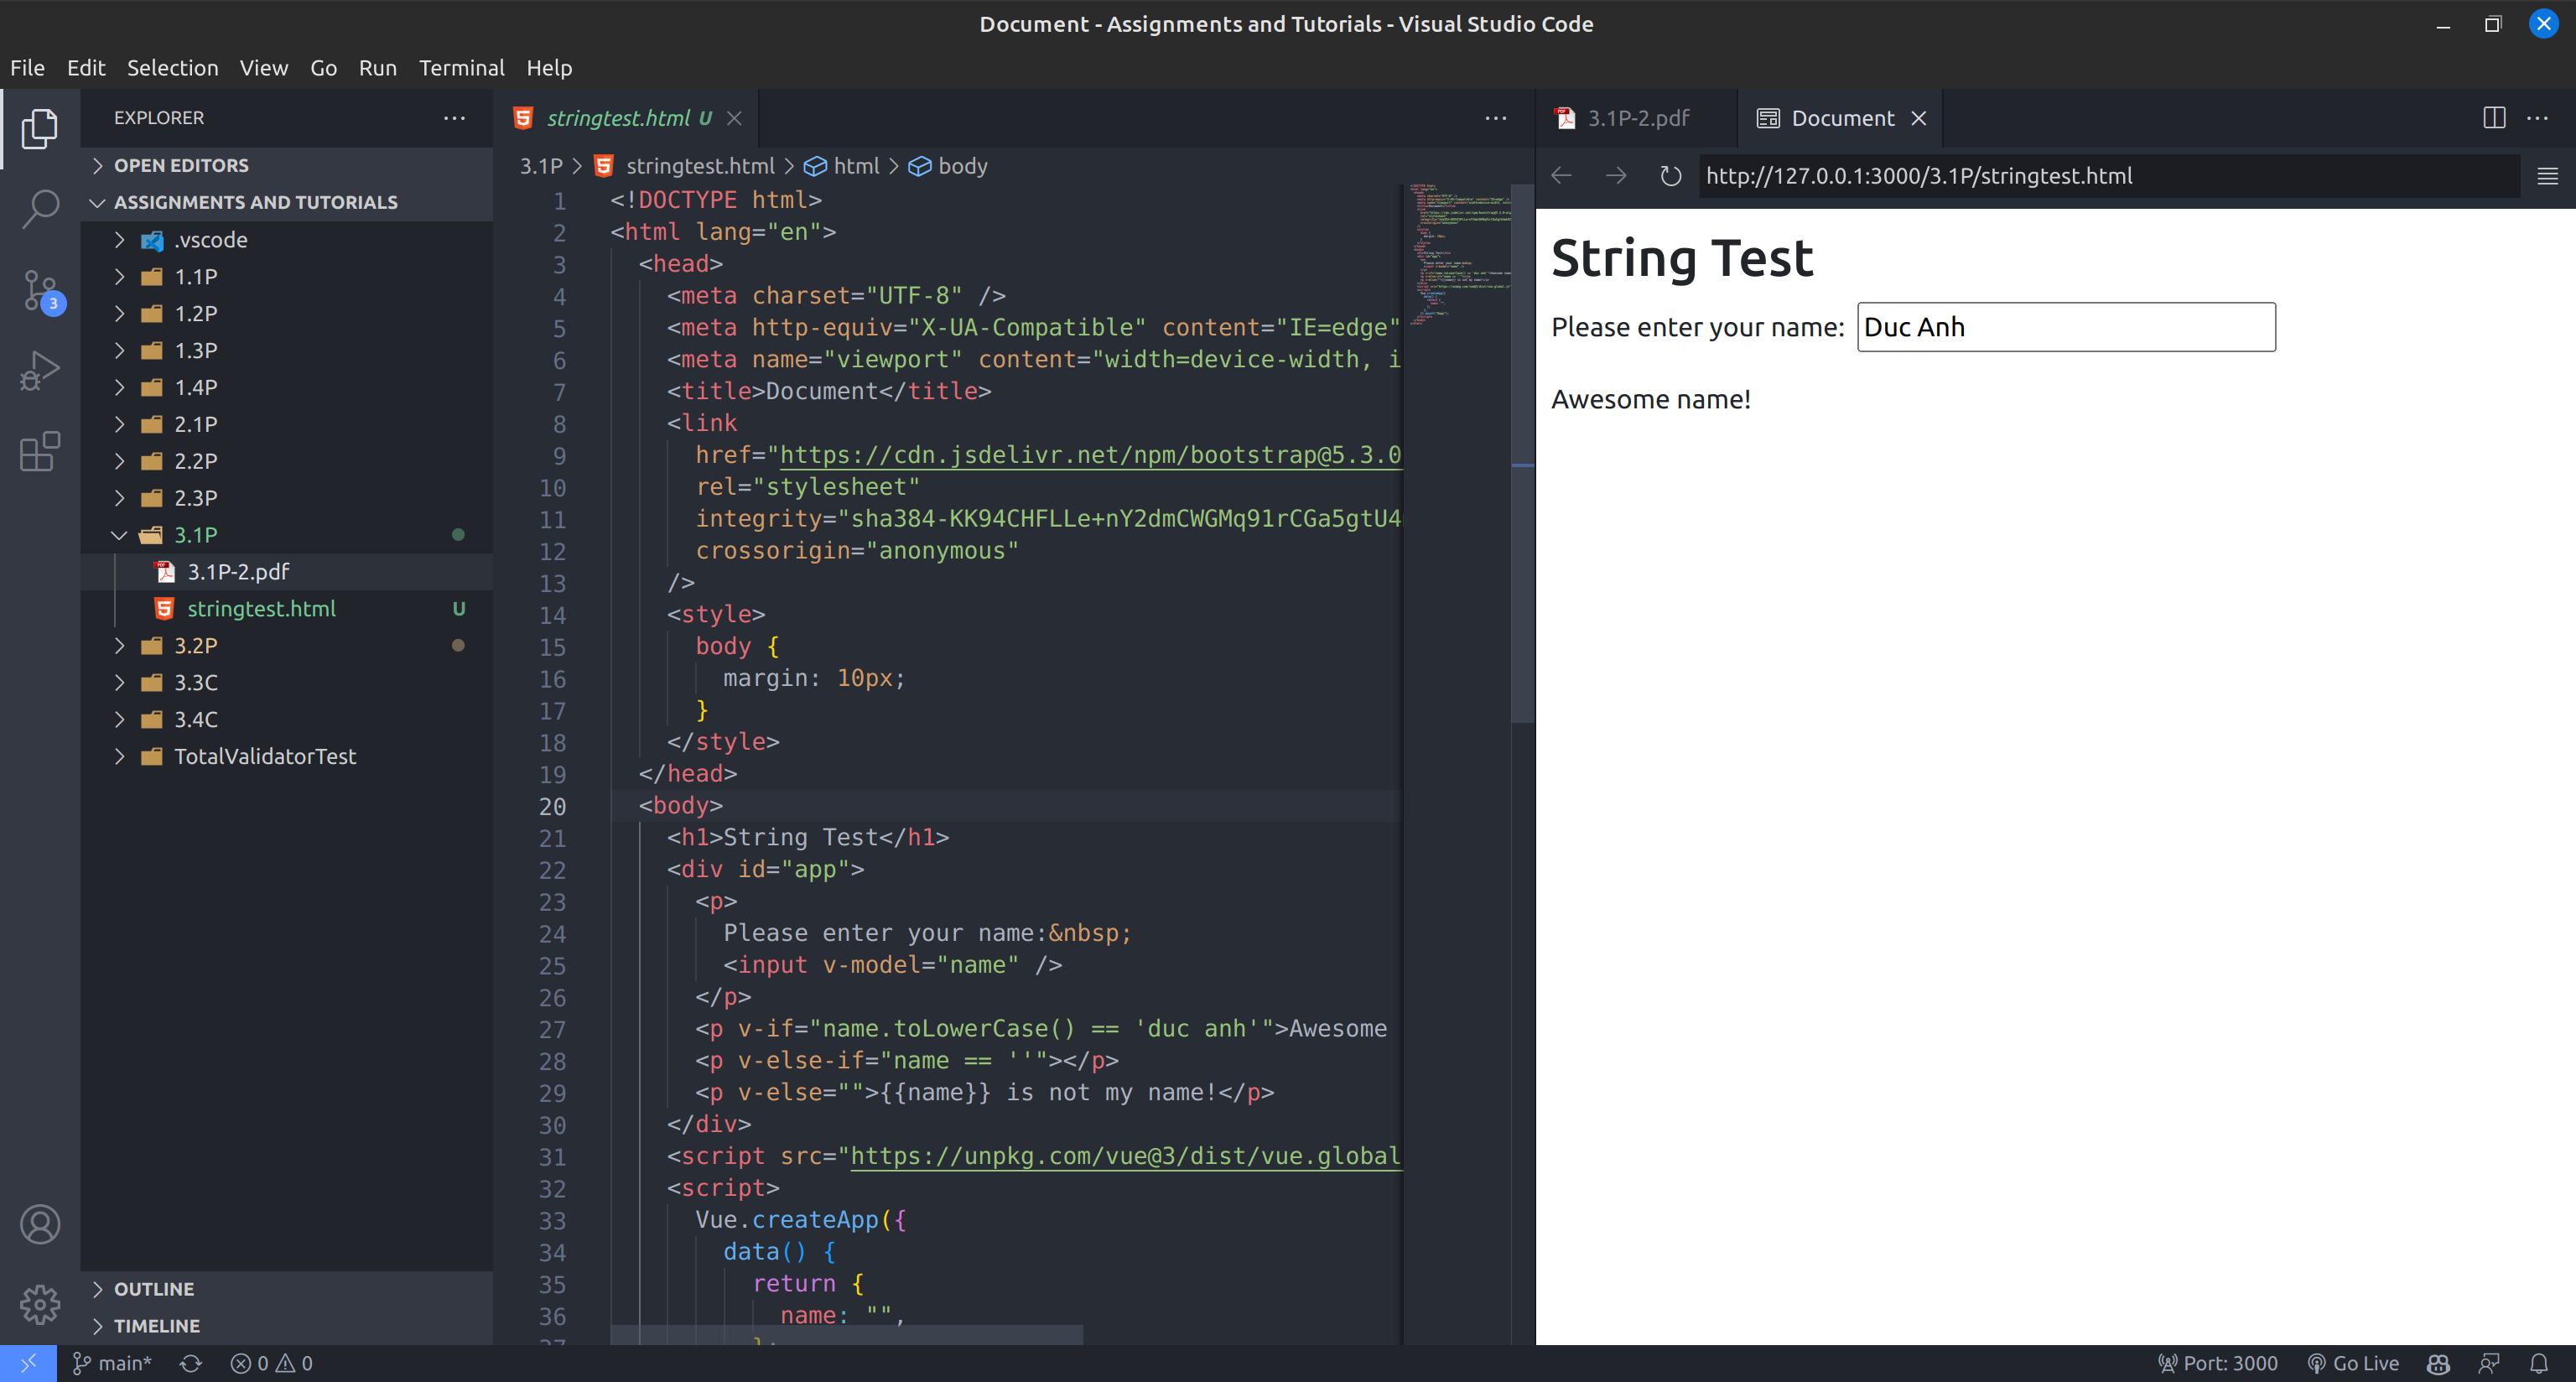 Document - Assignments and Tutorials - Visual Studio Code
File Edit Selection View Go Run Terminal Help
EXPLORER
OPEN EDITORS
ASSIGNMENTS AND TUTORIALS
.vscode
1.1P
1.2P
1.3P
1.4P
2.1P
2.2P
2.3P
3.1P
3.1P-2.pdf
stringtest.html U
3.2P
3.3C
3.4C
TotalValidatorTest
OUTLINE
TIMELINE
3
stringtest.html U
3.1P > stringtest.html > html > body
1 <!DOCTYPE html>
2 <html lang="en">
3 <head>
4 <meta charset="UTF-8" />
5 <meta http-equiv="X-UA-Compatible" content="IE=edge"
6 <meta name="viewport" content="width=device-width, i
7 <title>Document</title>
8 <link
9 href="https://cdn.jsdelivr.net/npm/bootstrap@5.3.0
10 rel="stylesheet"
11 integrity="sha384-KK94CHFLLe+nY2dmCWGMq91rCGa5gtU4
12 crossorigin="anonymous"
13 />
14 <style>
15 body {
16 margin: 10px;
17 }
18 </style>
19 </head>
20 <body>
21 <h1>String Test</h1>
22 <div id="app">
23 <p>
24 Please enter your name:&nbsp;
25 <input v-model="name" />
26 </p>
27 <p v-if="name.toLowerCase() == 'duc anh'">Awesome
28 <p v-else-if="name == ''"></p>
29 <p v-else="">{{name}} is not my name!</p>
30 </div>
31 <script src="https://unpkg.com/vue@3/dist/vue.global
32 <script>
33 Vue.createApp({
34 data() {
35 return {
36 name: "",
3.1P-2.pdf
Document
http://127.0.0.1:3000/3.1P/stringtest.html
String Test
Please enter your name: Duc Anh
Awesome name!
main* 0 0
Port: 3000 Go Live